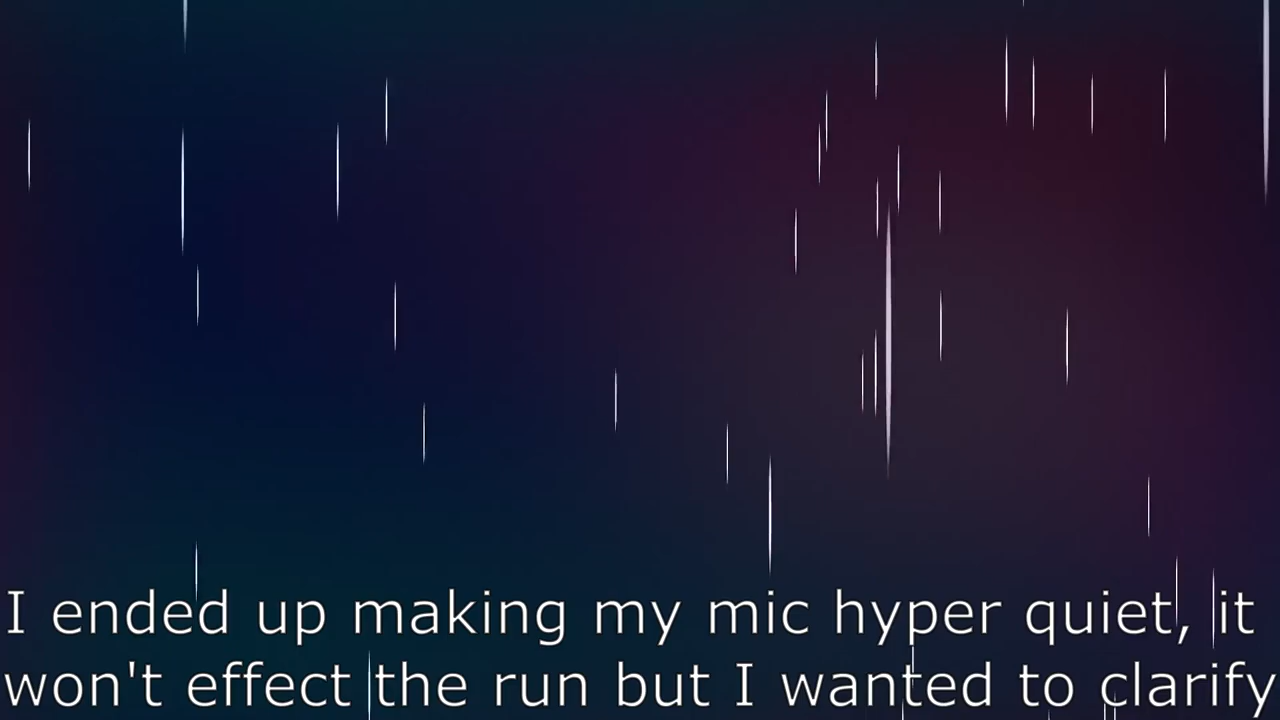 I ended up making my mic hyper quiet, it
won't effect the run but I wanted to clarify